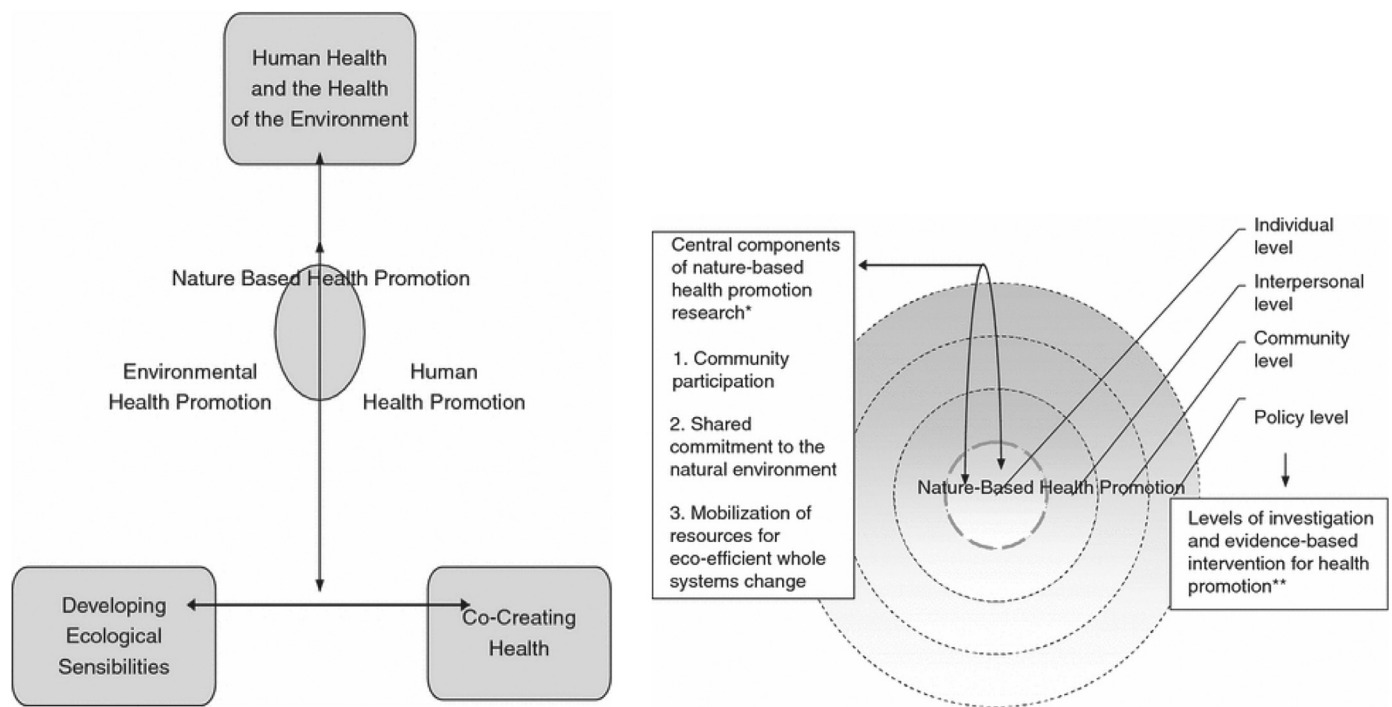 Human Health
and the Health
of the Environment
Nature Based Health Promotion
Environmental
Health Promotion
Human
Health Promotion
Developing
Ecological
Sensibilities
Co-Creating
Health
Central components
of nature-based
health promotion
research*
1. Community
participation
2. Shared
commitment to the
natural environment
3. Mobilization of
resources for
eco-efficient whole
systems change
Nature-Based Health Promotion
Individual
level
Interpersonal
level
Community
level
Policy level
Levels of investigation
and evidence-based
intervention for health
promotion**